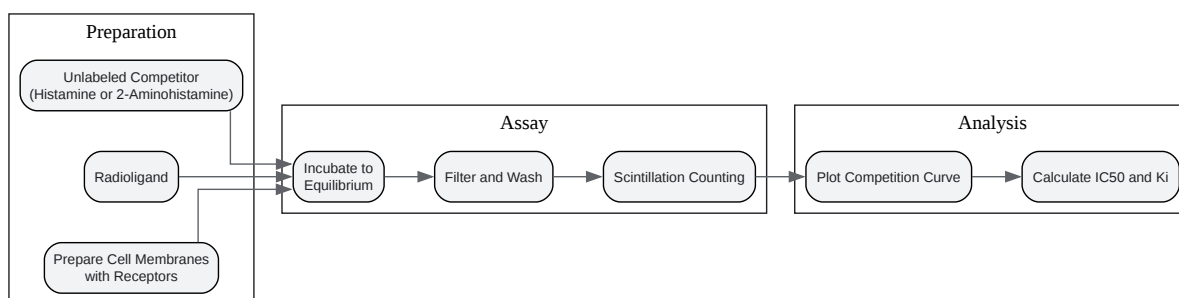 Preparation
Unlabeled Competitor
(Histamine or 2-Aminohistamine)
Radioligand
Prepare Cell Membranes
with Receptors
Assay
Incubate to
Equilibrium
Filter and Wash
Scintillation Counting
Analysis
Plot Competition Curve
Calculate IC50 and Ki